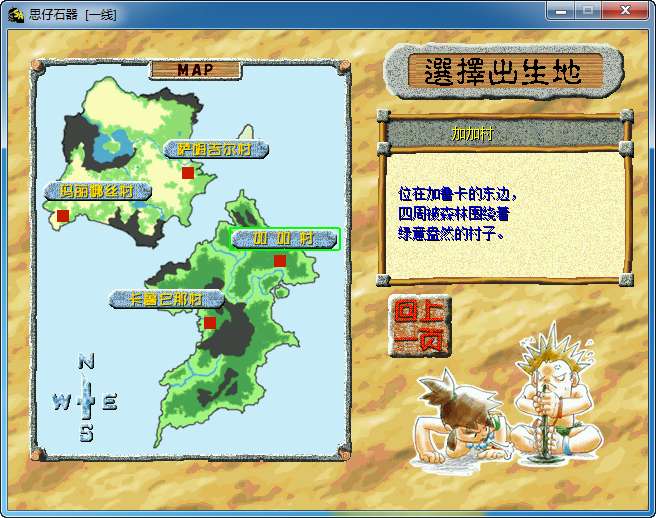 思仔石器 [一线]
MAP
萨姆吉尔村
玛丽娜丝村
加加村
卡鲁它那村
N
W E
S
選擇出生地
加加村
位在加鲁卡的东边，
四周被森林围绕着
绿意盎然的村子。
回上
一页